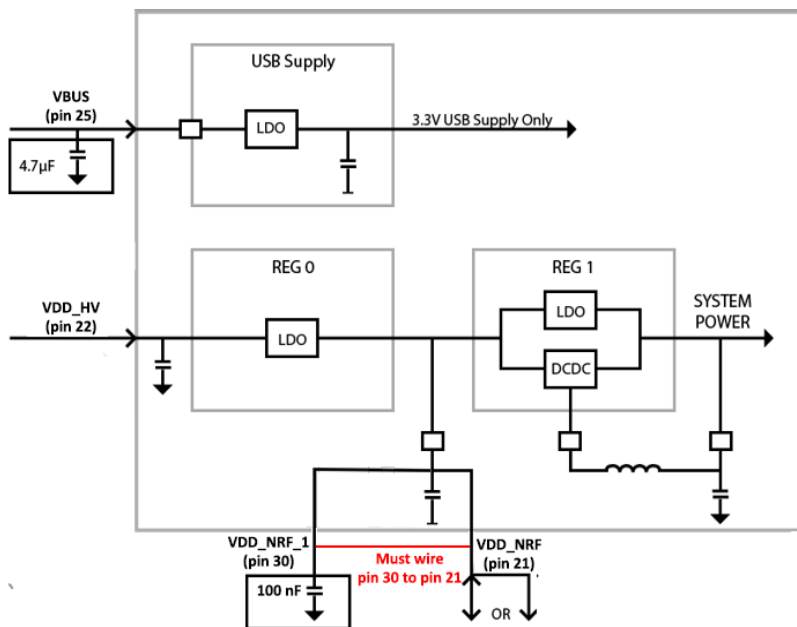 USB Supply
VBUS
(pin 25)
LDO
3.3V USB Supply Only
4.7µF
REG 0
REG 1
VDD_HV
(pin 22)
LDO
LDO
SYSTEM
POWER
DCDC
VDD_NRF_1
(pin 30)
Must wire
pin 30 to pin 21
VDD_NRF
(pin 21)
100 nF
OR